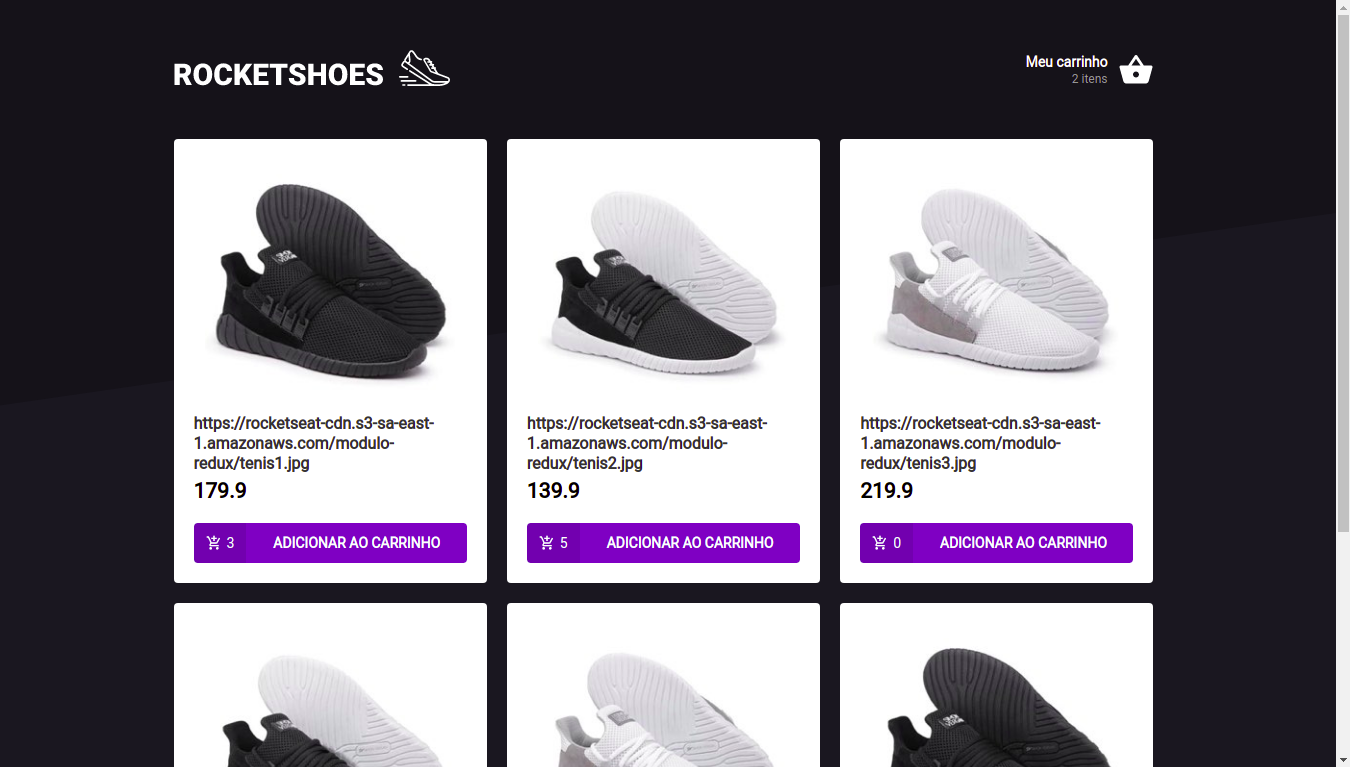 ROCKETSHOES
Meu carrinho
2 itens
https://rocketseat-cdn.s3-sa-east-
1.amazonaws.com/modulo-
redux/tenis1.jpg
179.9
3 ADICIONAR AO CARRINHO
https://rocketseat-cdn.s3-sa-east-
1.amazonaws.com/modulo-
redux/tenis2.jpg
139.9
5 ADICIONAR AO CARRINHO
https://rocketseat-cdn.s3-sa-east-
1.amazonaws.com/modulo-
redux/tenis3.jpg
219.9
0 ADICIONAR AO CARRINHO